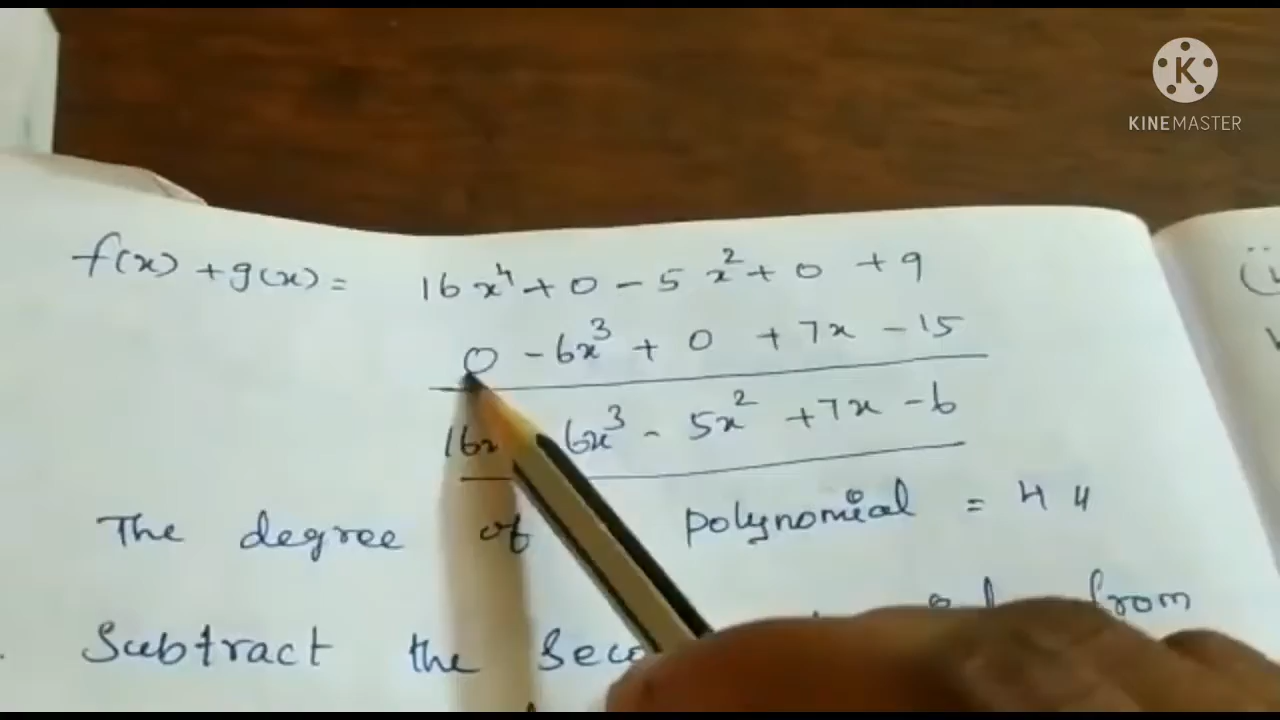 K
KINEMASTER
f(x) + g(x) = 16x⁴ + 0 - 5x² + 0 + 9
0 - 6x³ + 0 + 7x - 15
16x 6x³ - 5x² + 7x - 6
The degree of polynomial = 4 4
Subtract the from